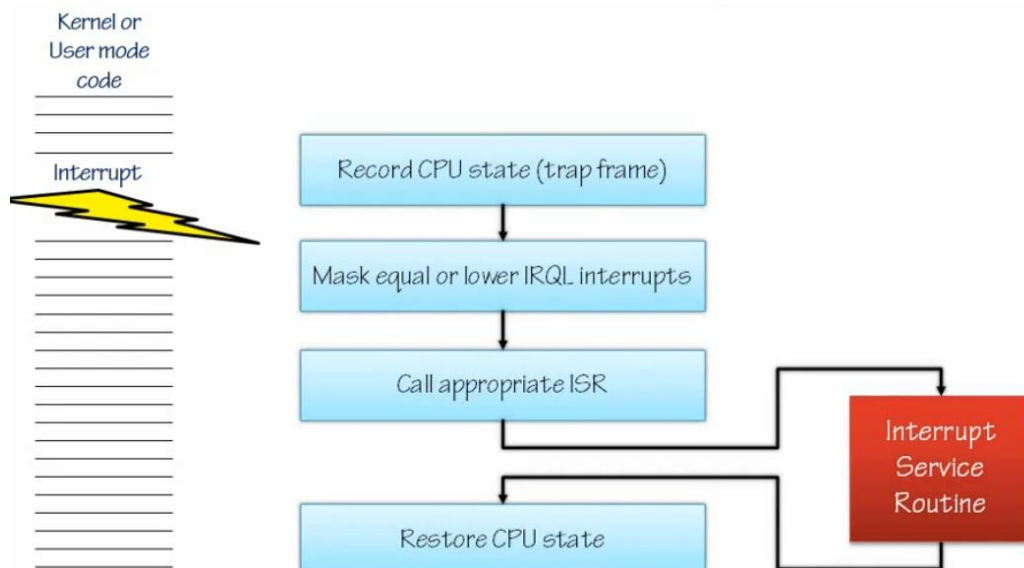 Kernel or
User mode
code
Interrupt
Record CPU state (trap frame)
Mask equal or lower IRQL interrupts
Call appropriate ISR
Interrupt
Service
Routine
Restore CPU state